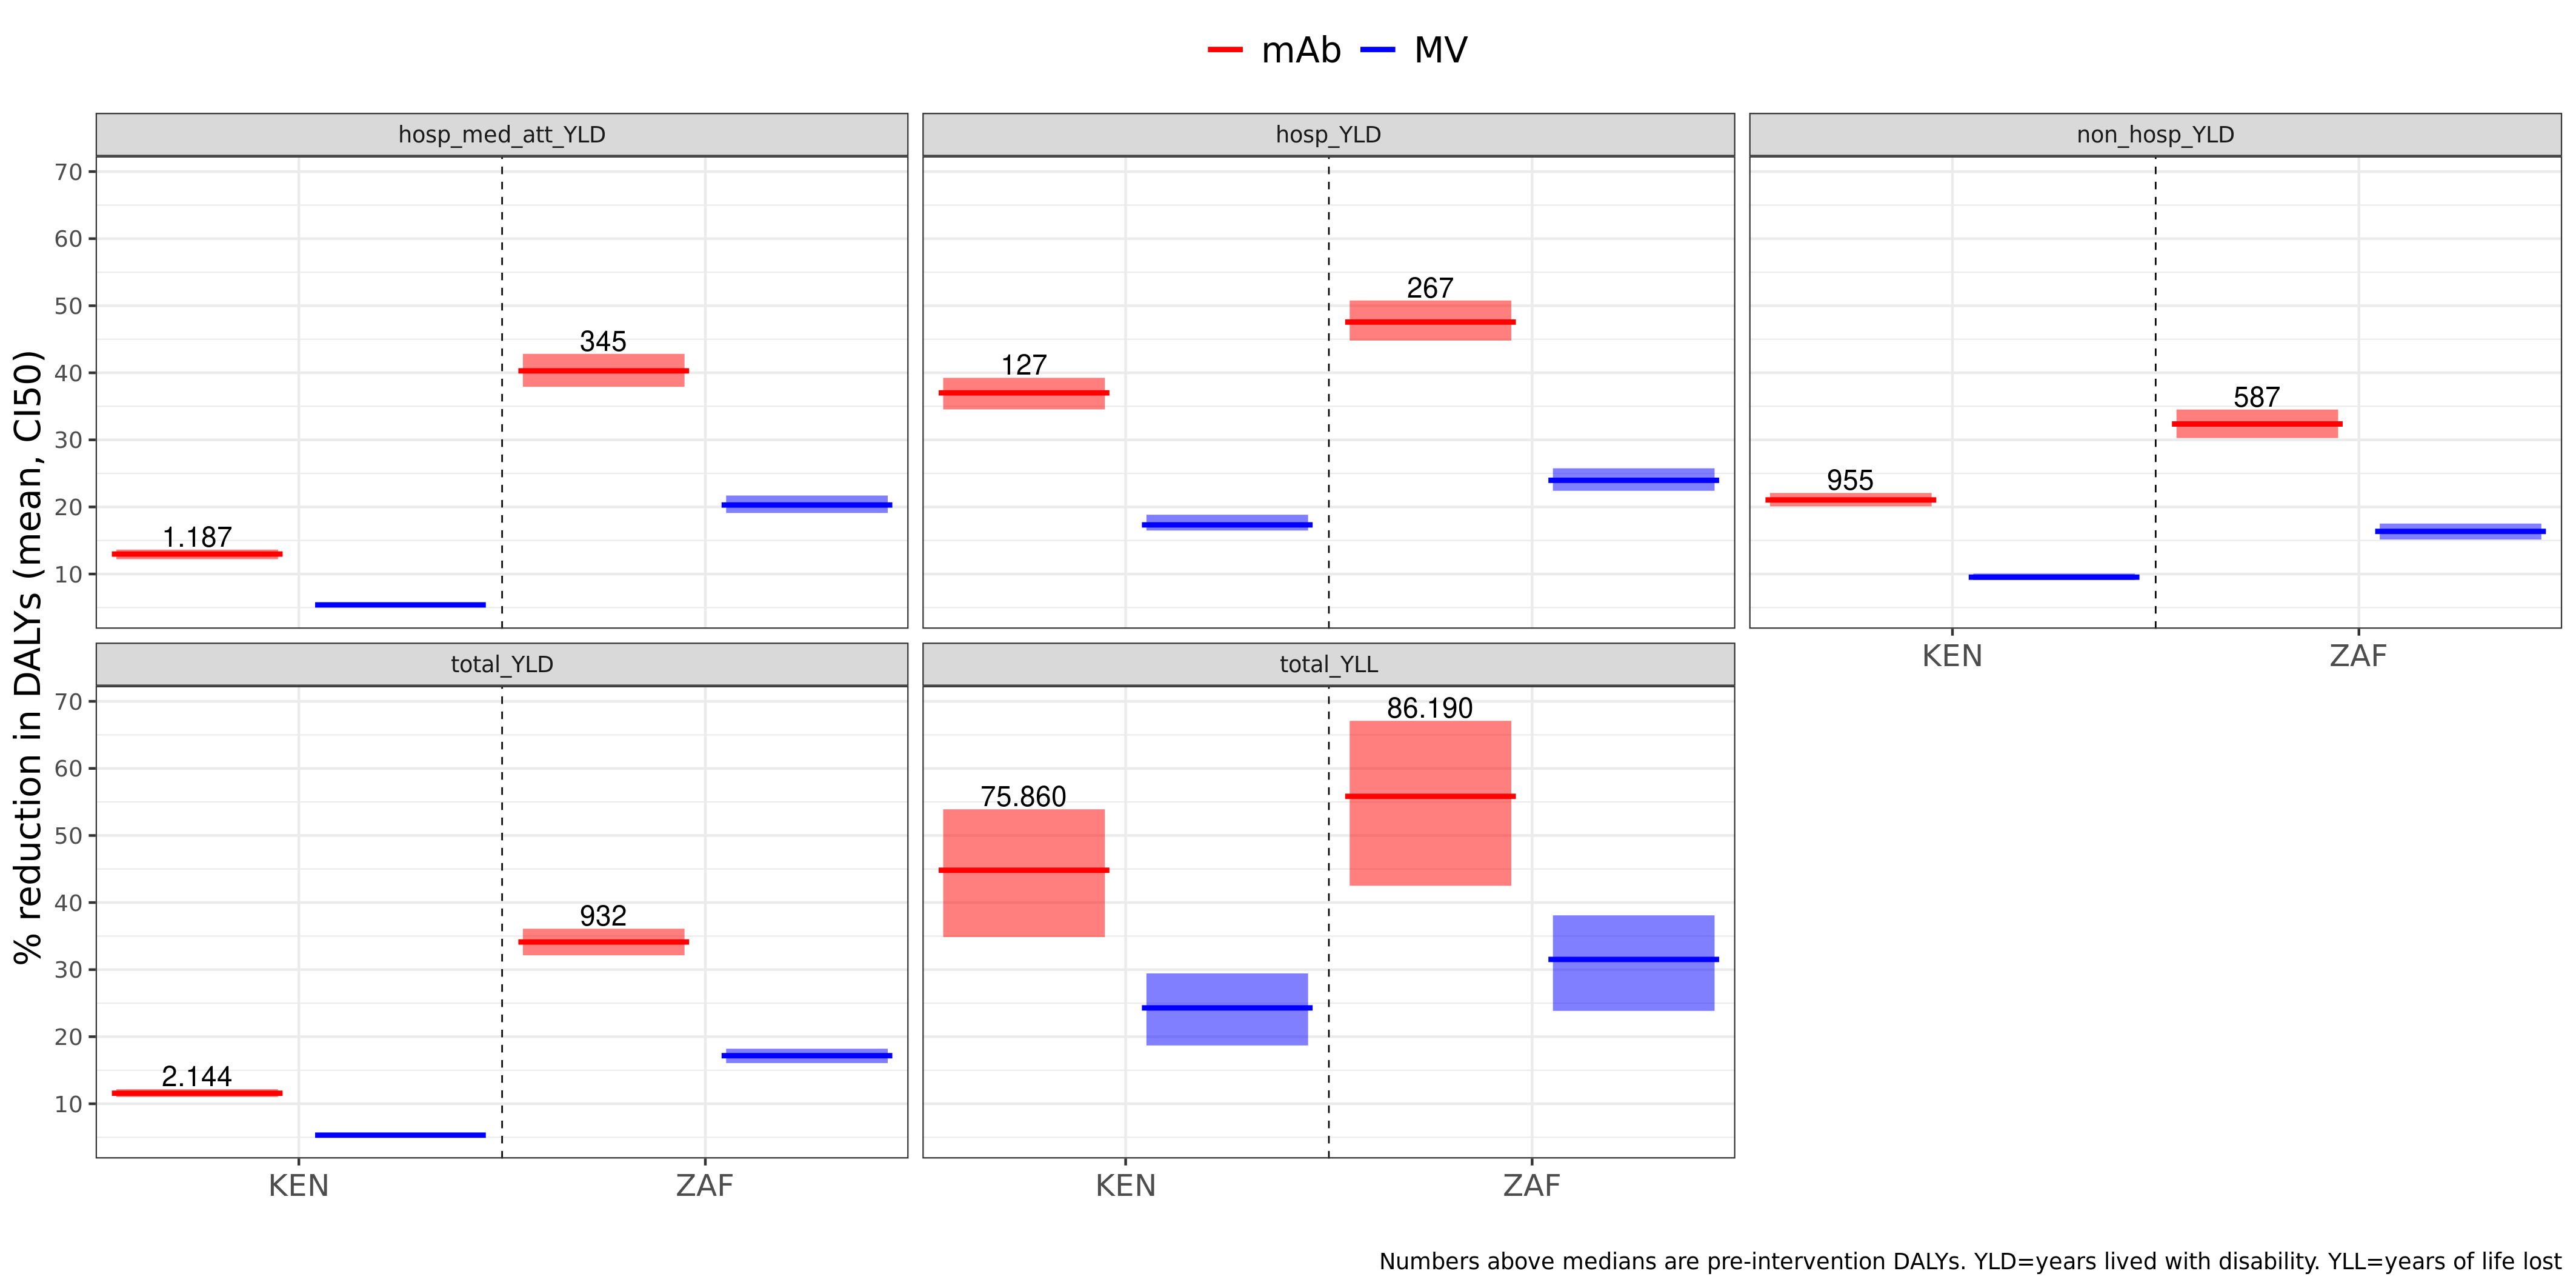 mAb MV
% reduction in DALYs (mean, CI50)
hosp_med_att_YLD
70
60
50
40
30
20
10
1.187
345
hosp_YLD
127
267
non_hosp_YLD
955
587
KEN ZAF
total_YLD
70
60
50
40
30
20
10
2.144
932
KEN ZAF
total_YLL
75.860
86.190
KEN ZAF
Numbers above medians are pre-intervention DALYs. YLD=years lived with disability. YLL=years of life lost